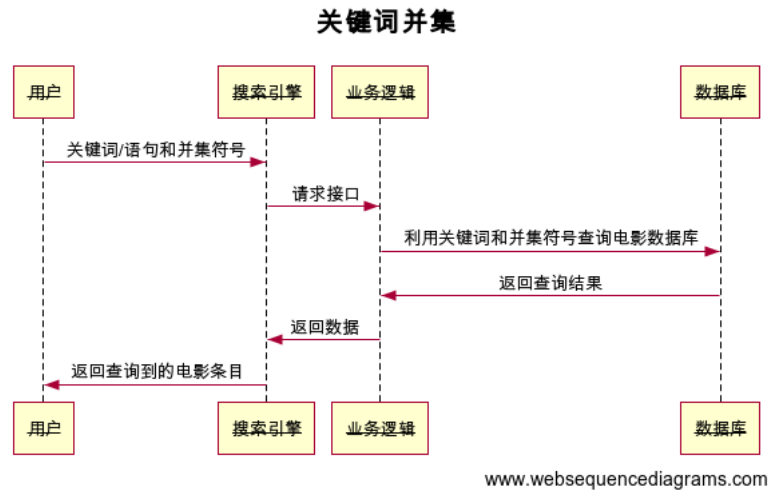 关键词并集
用户 搜索引擎 业务逻辑 数据库
关键词/语句和并集符号
请求接口
利用关键词和并集符号查询电影数据库
返回查询结果
返回数据
返回查询到的电影条目
用户 搜索引擎 业务逻辑 数据库
www.websequencediagrams.com